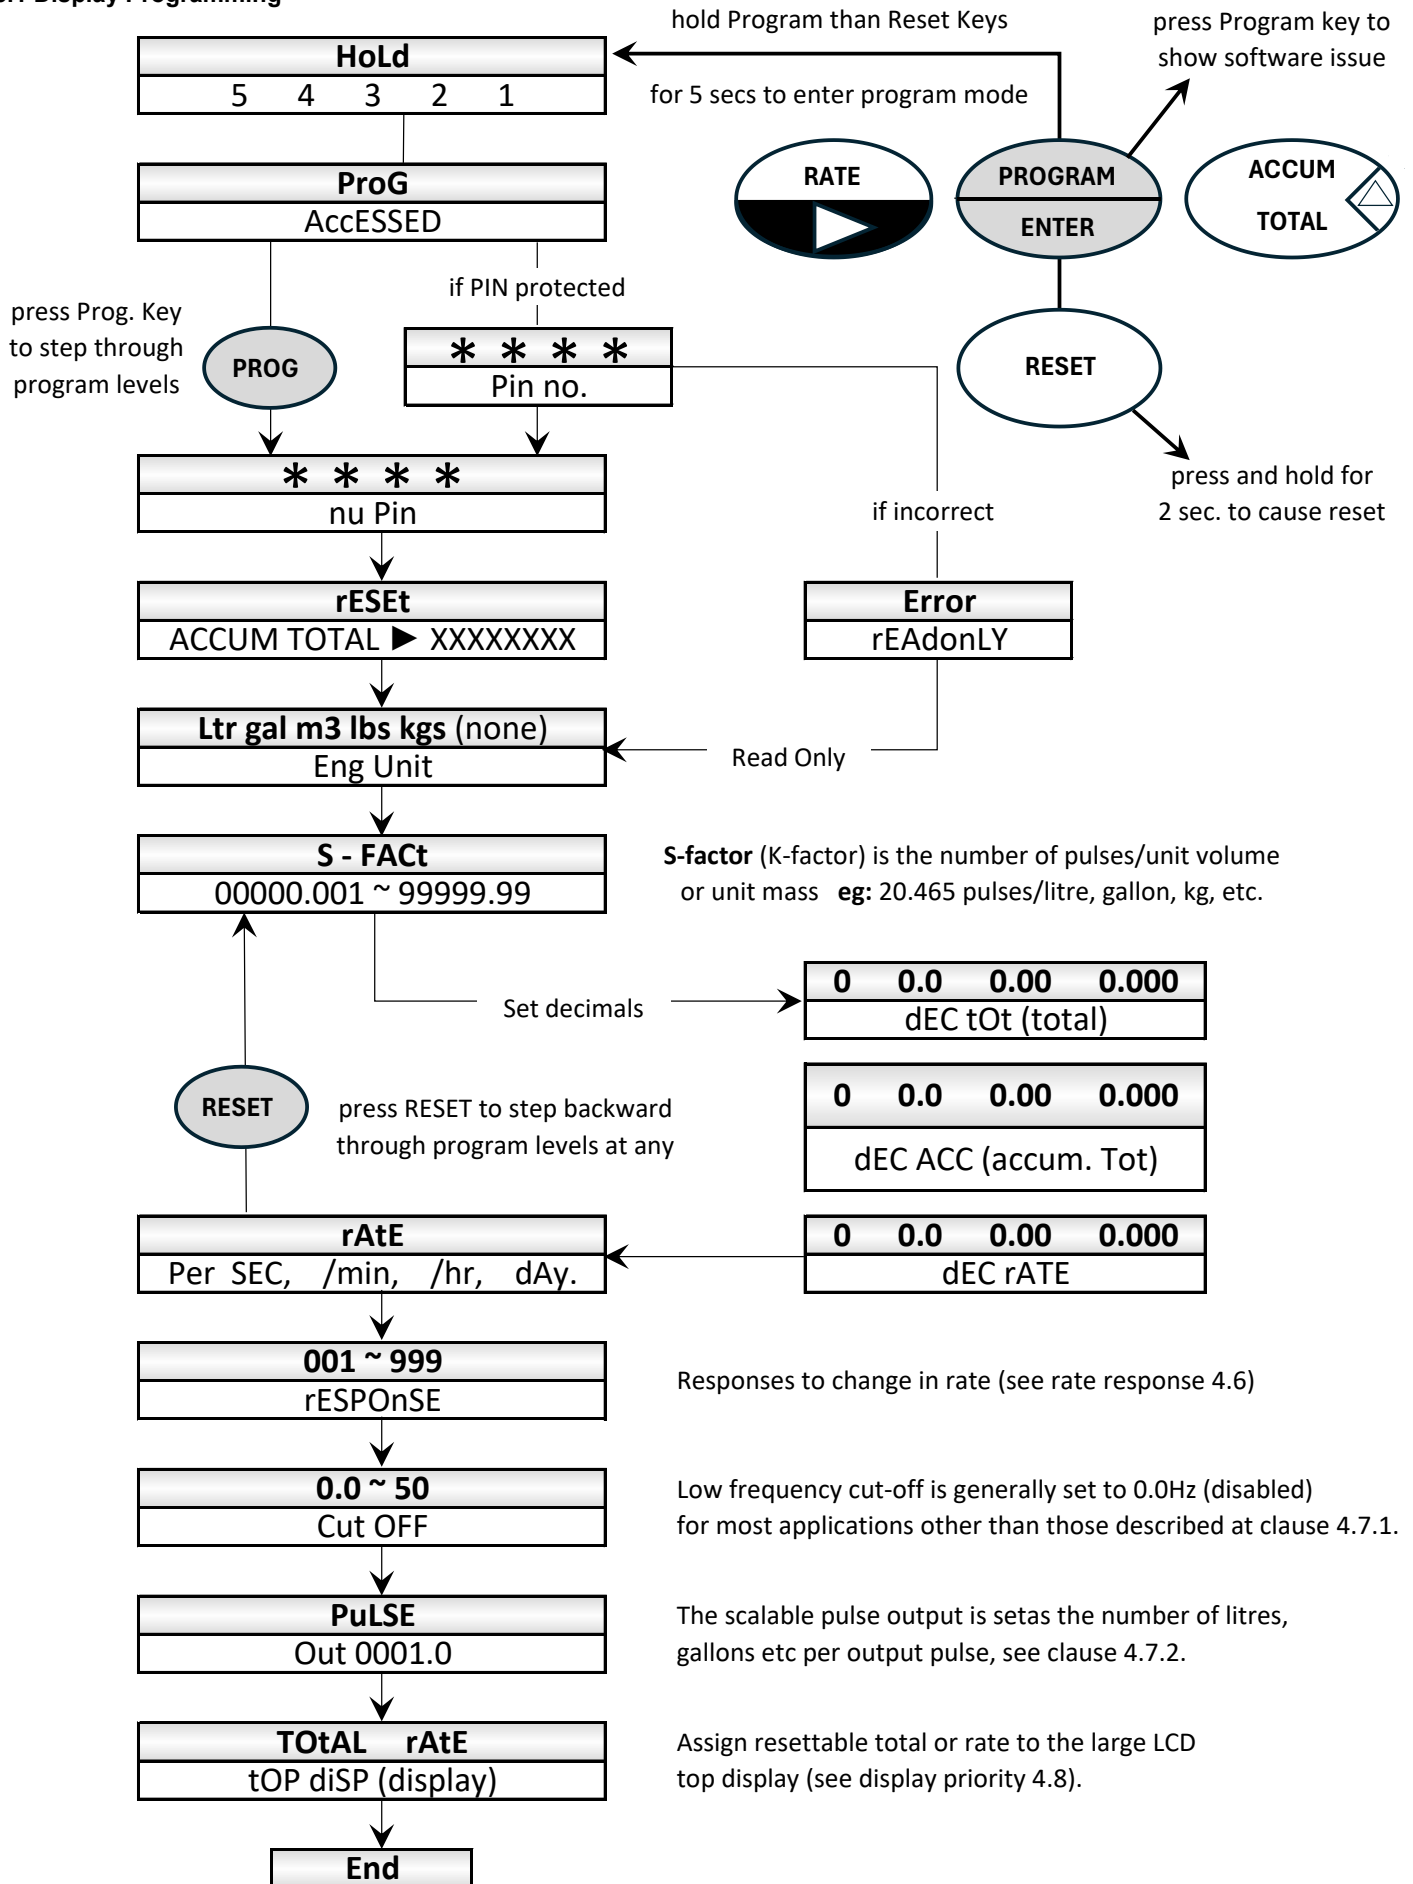 Display Programming
hold Program than Reset Keys
for 5 secs to enter program mode
press Program key to
show software issue
HoLd
5 4 3 2 1
ProG
AccESSED
RATE
PROGRAM
ENTER
ACCUM
TOTAL
RESET
press and hold for
2 sec. to cause reset
press Prog. Key
to step through
program levels
PROG
if PIN protected
* * * *
Pin no.
* * * *
nu Pin
if incorrect
rESEt
ACCUM TOTAL ► XXXXXXXX
Error
rEAdonLY
Read Only
Ltr gal m3 lbs kgs (none)
Eng Unit
S - FACt
00000.001 ~ 99999.99
S-factor (K-factor) is the number of pulses/unit volume
or unit mass eg: 20.465 pulses/litre, gallon, kg, etc.
Set decimals
0 0.0 0.00 0.000
dEC tOt (total)
0 0.0 0.00 0.000
dEC ACC (accum. Tot)
0 0.0 0.00 0.000
dEC rATE
RESET
press RESET to step backward
through program levels at any
rAtE
Per SEC, /min, /hr, dAy.
001 ~ 999
rESPOnSE
Responses to change in rate (see rate response 4.6)
0.0 ~ 50
Cut OFF
Low frequency cut-off is generally set to 0.0Hz (disabled)
for most applications other than those described at clause 4.7.1.
PuLSE
Out 0001.0
The scalable pulse output is setas the number of litres,
gallons etc per output pulse, see clause 4.7.2.
TOtAL rAtE
tOP diSP (display)
Assign resettable total or rate to the large LCD
top display (see display priority 4.8).
End